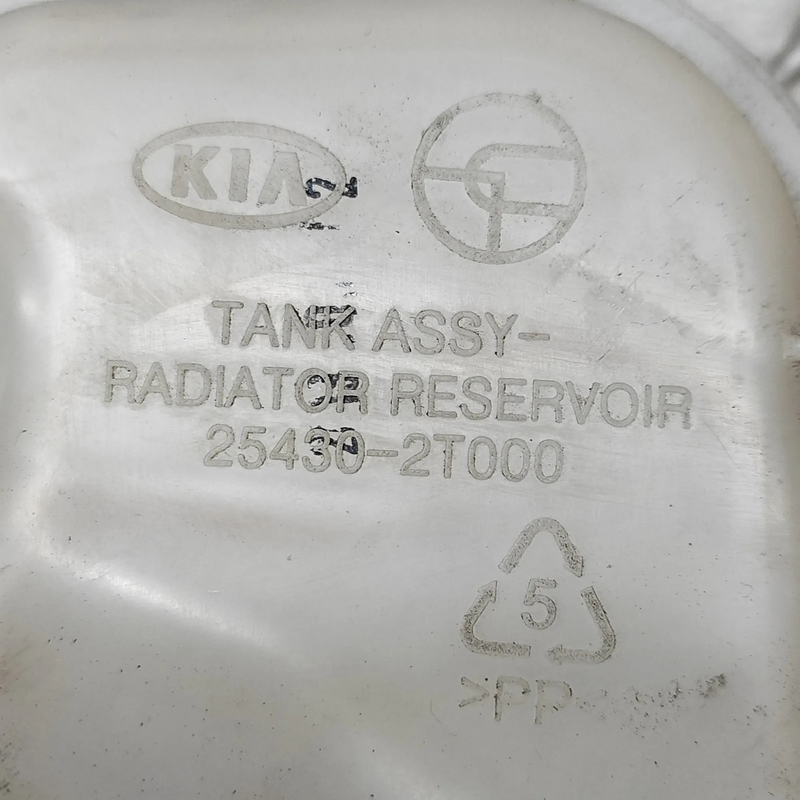 KIA
TANK ASSY-
RADIATOR RESERVOIR
25430-2T000
5
>PP